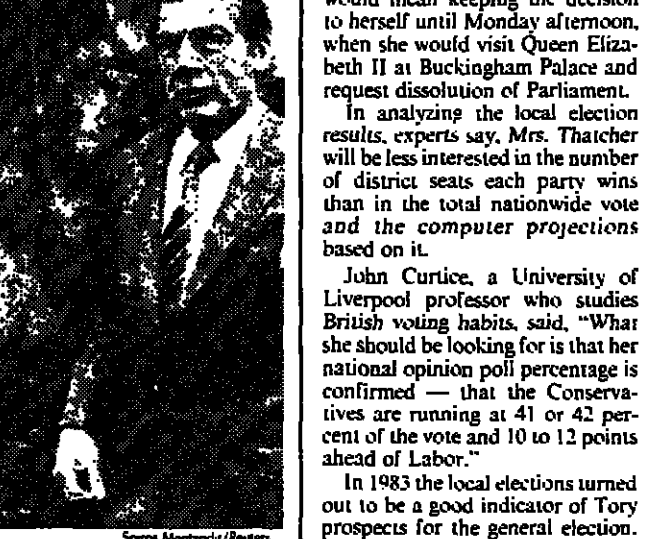 would mean keeping the decision
to herself until Monday afternoon,
when she would visit Queen Eliza-
beth II at Buckingham Palace and
request dissolution of Parliament.
In analyzing the local election
results, experts say, Mrs. Thatcher
will be less interested in the number
of district seats each party wins
than in the total nationwide vote
and the computer projections
based on it.
John Curtice, a University of
Liverpool professor who studies
British voting habits, said, “What
she should be looking for is that her
national opinion poll percentage is
confirmed — that the Conserva-
tives are running at 41 or 42 per-
cent of the vote and 10 to 12 points
ahead of Labor.”
In 1983 the local elections turned
out to be a good indicator of Tory
prospects for the general election.
/Reuters